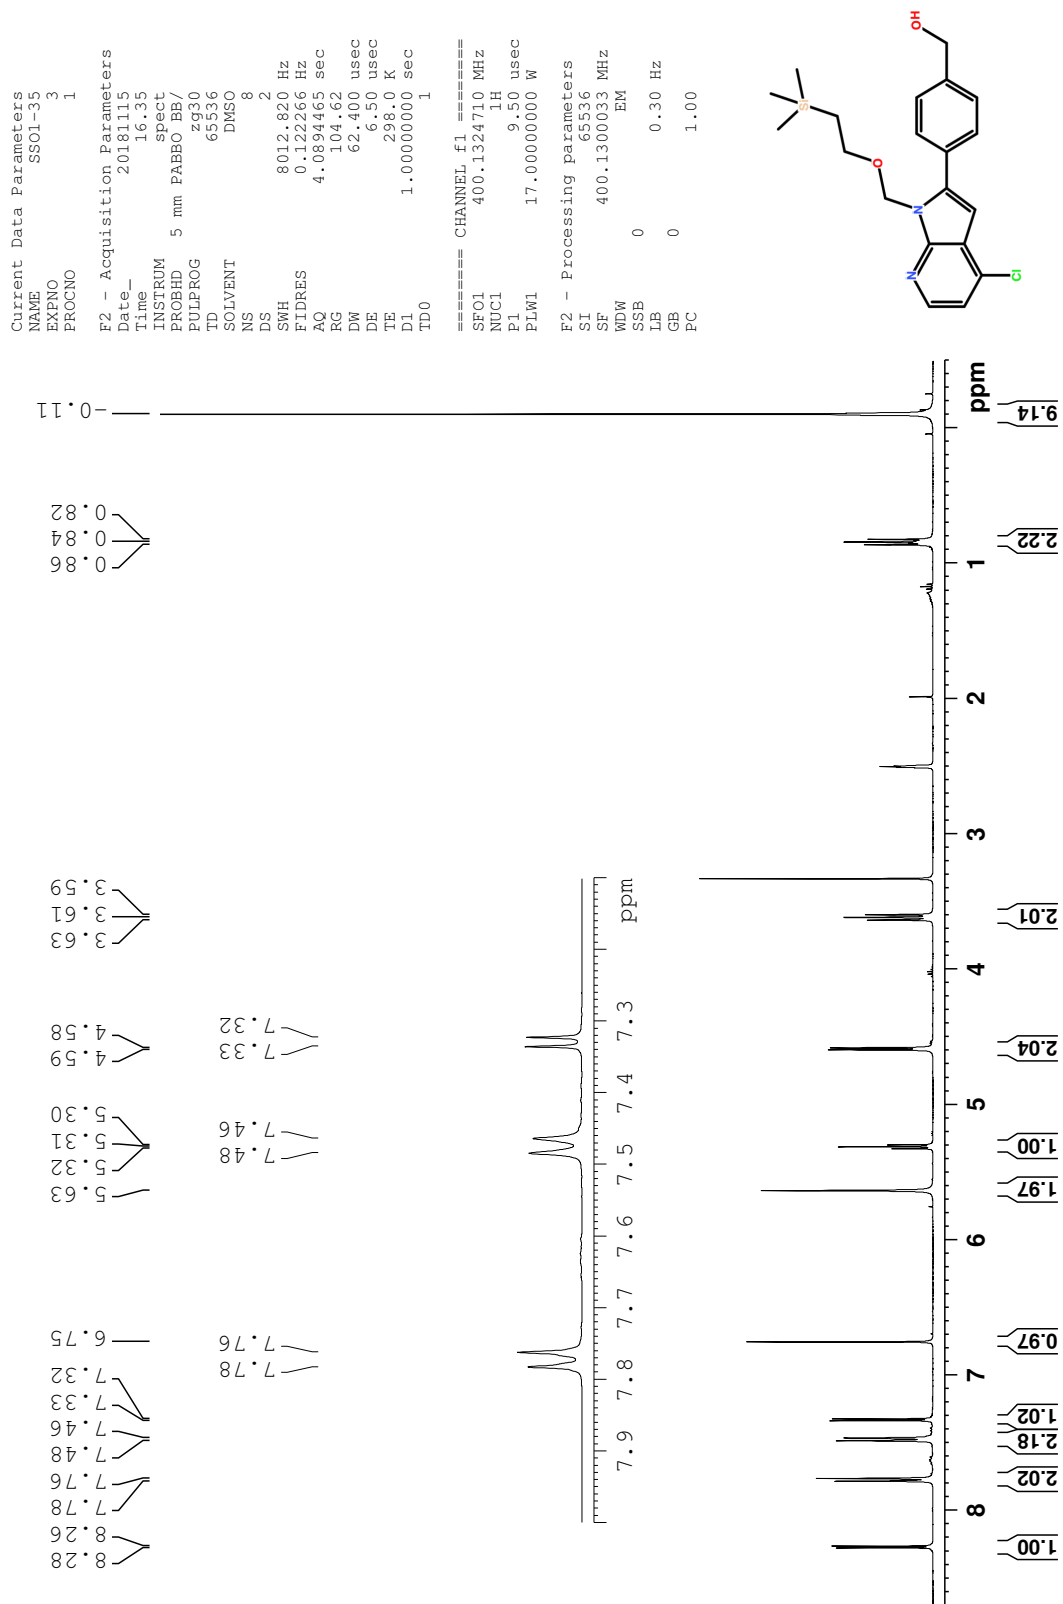 Current Data Parameters
NAME SSO1-35
EXPNO 3
PROCNO 1
F2 - Acquisition Parameters
Date_ 20181115
Time 16.35
INSTRUM spect
PROBHD 5 mm PABBO BB/
PULPROG zg30
TD 65536
SOLVENT DMSO
NS 8
DS 2
SWH 8012.820 Hz
FIDRES 0.122266 Hz
AQ 4.0894465 sec
RG 104.62
DW 62.400 usec
DE 6.50 usec
TE 298.0 K
D1 1.00000000 sec
TD0 1
======== CHANNEL f1 ========
SFO1 400.1324710 MHz
NUC1 1H
P1 9.50 usec
PLW1 17.00000000 W
F2 - Processing parameters
SI 65536
SF 400.1300033 MHz
WDW EM
SSB 0
LB 0.30 Hz
GB 0
PC 1.00
OH
Si
O
N
N
Cl
8.28
8.26
7.78
7.76
7.48
7.46
7.33
7.32
6.75
5.63
5.32
5.31
5.30
4.59
4.58
3.63
3.61
3.59
0.86
0.84
0.82
-0.11
7.78
7.76
7.48
7.46
7.33
7.32
7.9 7.8 7.7 7.6 7.5 7.4 7.3 ppm
8 7 6 5 4 3 2 1 ppm
1.00
2.02
2.18
1.02
0.97
1.97
1.00
2.04
2.01
2.22
9.14